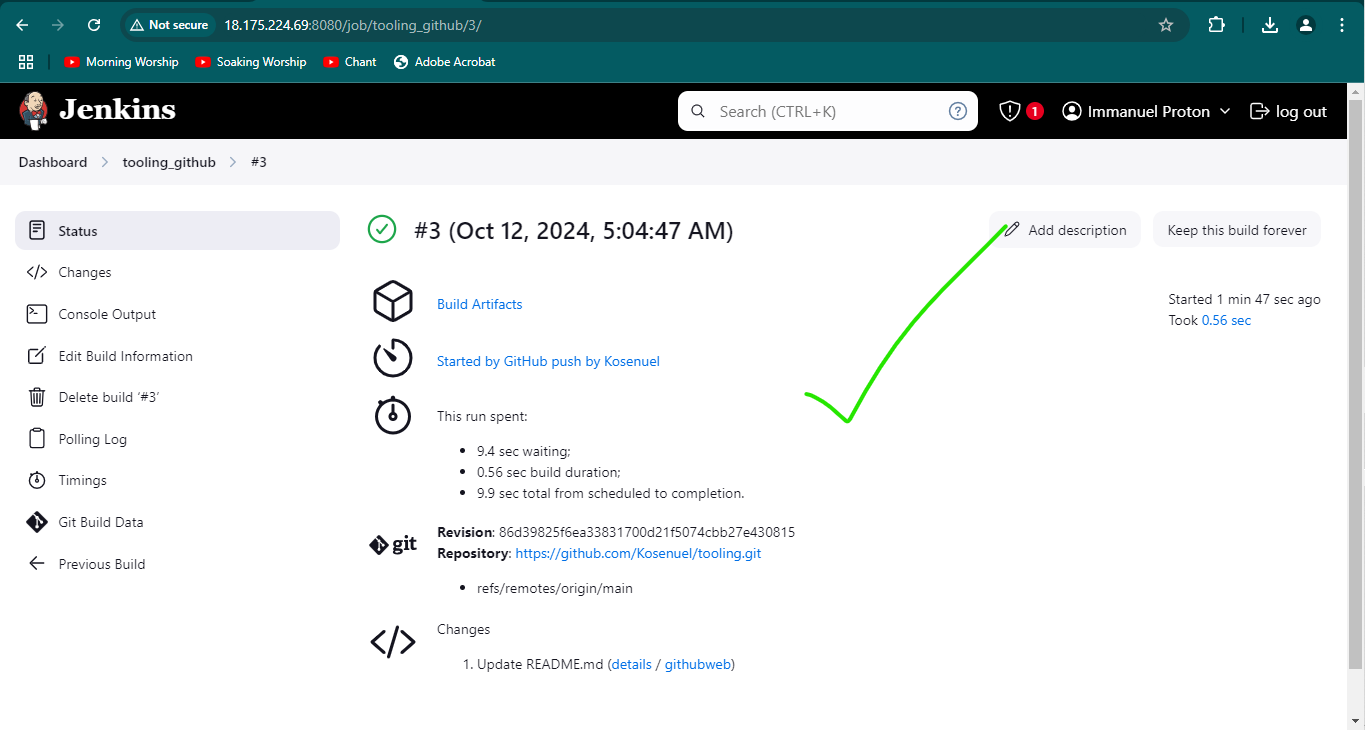 Not secure 18.175.224.69:8080/job/tooling_github/3/
Morning Worship Soaking Worship Chant Adobe Acrobat
Jenkins Search (CTRL+K) ? 1 Immanuel Proton log out
Dashboard tooling_github #3
Status
Changes
Console Output
Edit Build Information
Delete build ‘#3’
Polling Log
Timings
Git Build Data
Previous Build
#3 (Oct 12, 2024, 5:04:47 AM)
Add description Keep this build forever
Build Artifacts
Started 1 min 47 sec ago
Took 0.56 sec
Started by GitHub push by Kosenuel
This run spent:
9.4 sec waiting;
0.56 sec build duration;
9.9 sec total from scheduled to completion.
git
Revision: 86d39825f6ea33831700d21f5074cbb27e430815
Repository: https://github.com/Kosenuel/tooling.git
refs/remotes/origin/main
Changes
1. Update README.md (details / githubweb)